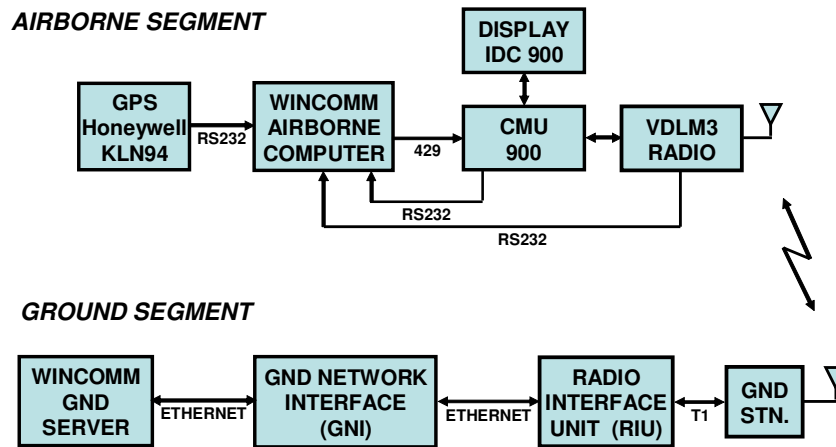 AIRBORNE SEGMENT
DISPLAY
IDC 900
GPS
Honeywell
KLN94
RS232
WINCOMM
AIRBORNE
COMPUTER
429
CMU
900
VDLM3
RADIO
RS232
RS232
GROUND SEGMENT
WINCOMM
GND
SERVER
ETHERNET
GND NETWORK
INTERFACE
(GNI)
ETHERNET
RADIO
INTERFACE
UNIT (RIU)
T1
GND
STN.